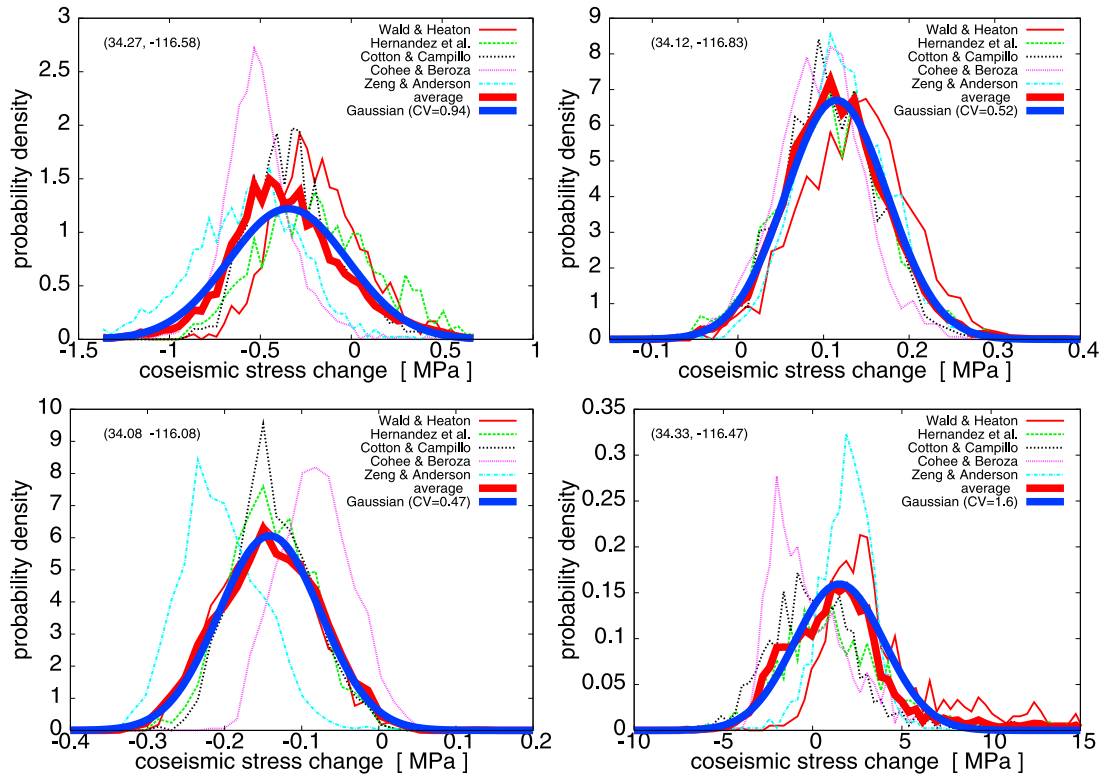 3
2.5
2
1.5
1
0.5
0
-1.5
-1
-0.5
0
0.5
1
probability density
coseismic stress change [ MPa ]
(34.27, -116.58)
Wald & Heaton
Hernandez et al.
Cotton & Campillo
Cohee & Beroza
Zeng & Anderson
average
Gaussian (CV=0.94)
9
8
7
6
5
4
3
2
1
0
-0.1
0
0.1
0.2
0.3
0.4
probability density
coseismic stress change [ MPa ]
(34.12, -116.83)
Wald & Heaton
Hernandez et al.
Cotton & Campillo
Cohee & Beroza
Zeng & Anderson
average
Gaussian (CV=0.52)
10
9
8
7
6
5
4
3
2
1
0
-0.4
-0.3
-0.2
-0.1
0
0.1
0.2
probability density
coseismic stress change [ MPa ]
(34.08 -116.08)
Wald & Heaton
Hernandez et al.
Cotton & Campillo
Cohee & Beroza
Zeng & Anderson
average
Gaussian (CV=0.47)
0.35
0.3
0.25
0.2
0.15
0.1
0.05
0
-10
-5
0
5
10
15
probability density
coseismic stress change [ MPa ]
(34.33, -116.47)
Wald & Heaton
Hernandez et al.
Cotton & Campillo
Cohee & Beroza
Zeng & Anderson
average
Gaussian (CV=1.6)